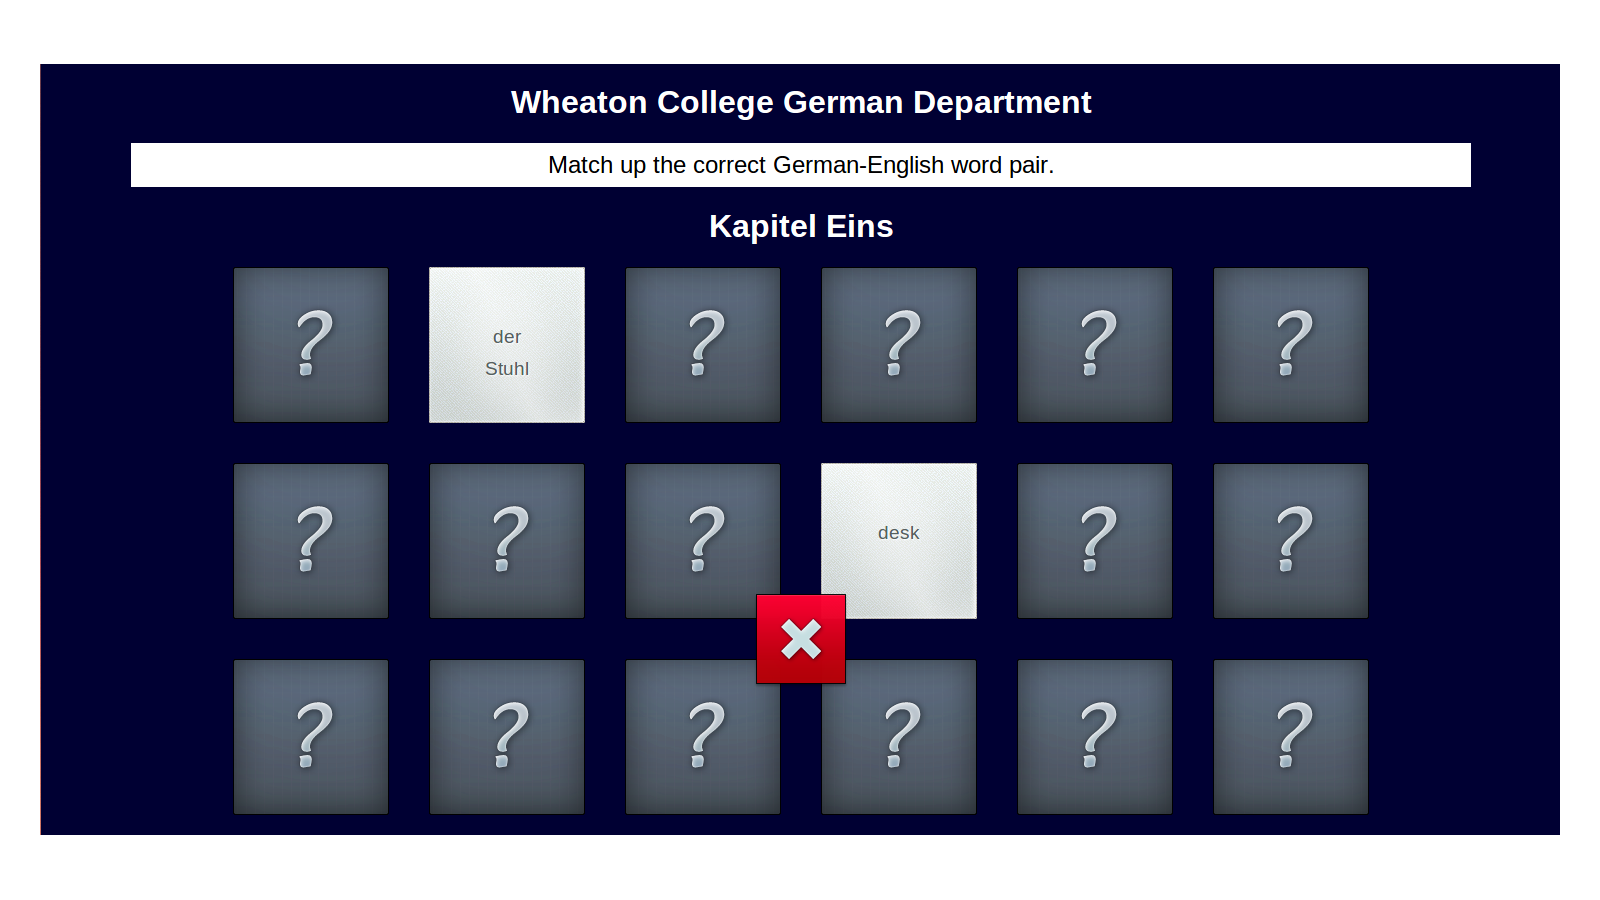 Wheaton College German Department
Match up the correct German-English word pair.
Kapitel Eins
? ? ? ? ?
der
Stuhl
? ? ? ? ?
desk
? ? ? ? ? ?